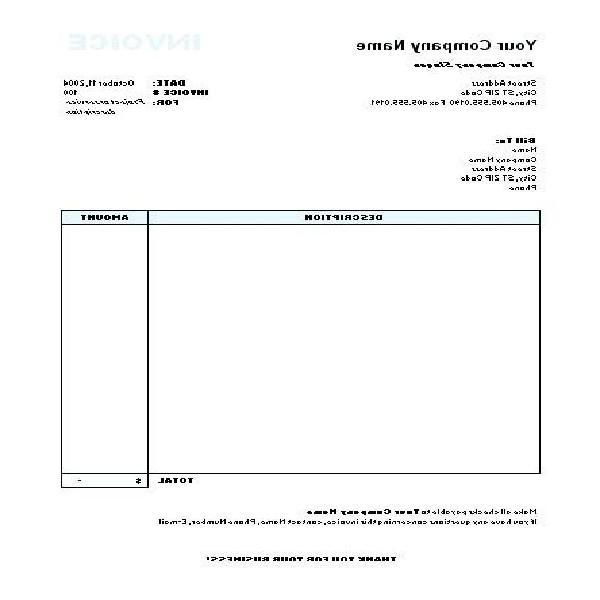 Your Company Name
INVOICE
Your Company Slogan
Street Address
City, ST ZIP Code
Phone 405.555.0190 Fax 405.555.0191
DATE: October 11, 2004
INVOICE # 100
FOR: Project or service
description
Bill To:
Name
Company Name
Street Address
City, ST ZIP Code
Phone
DESCRIPTION AMOUNT
TOTAL $ -
Make all checks payable to Your Company Name
If you have any questions concerning this invoice, contact Name, Phone Number, E-mail
THANK YOU FOR YOUR BUSINESS!